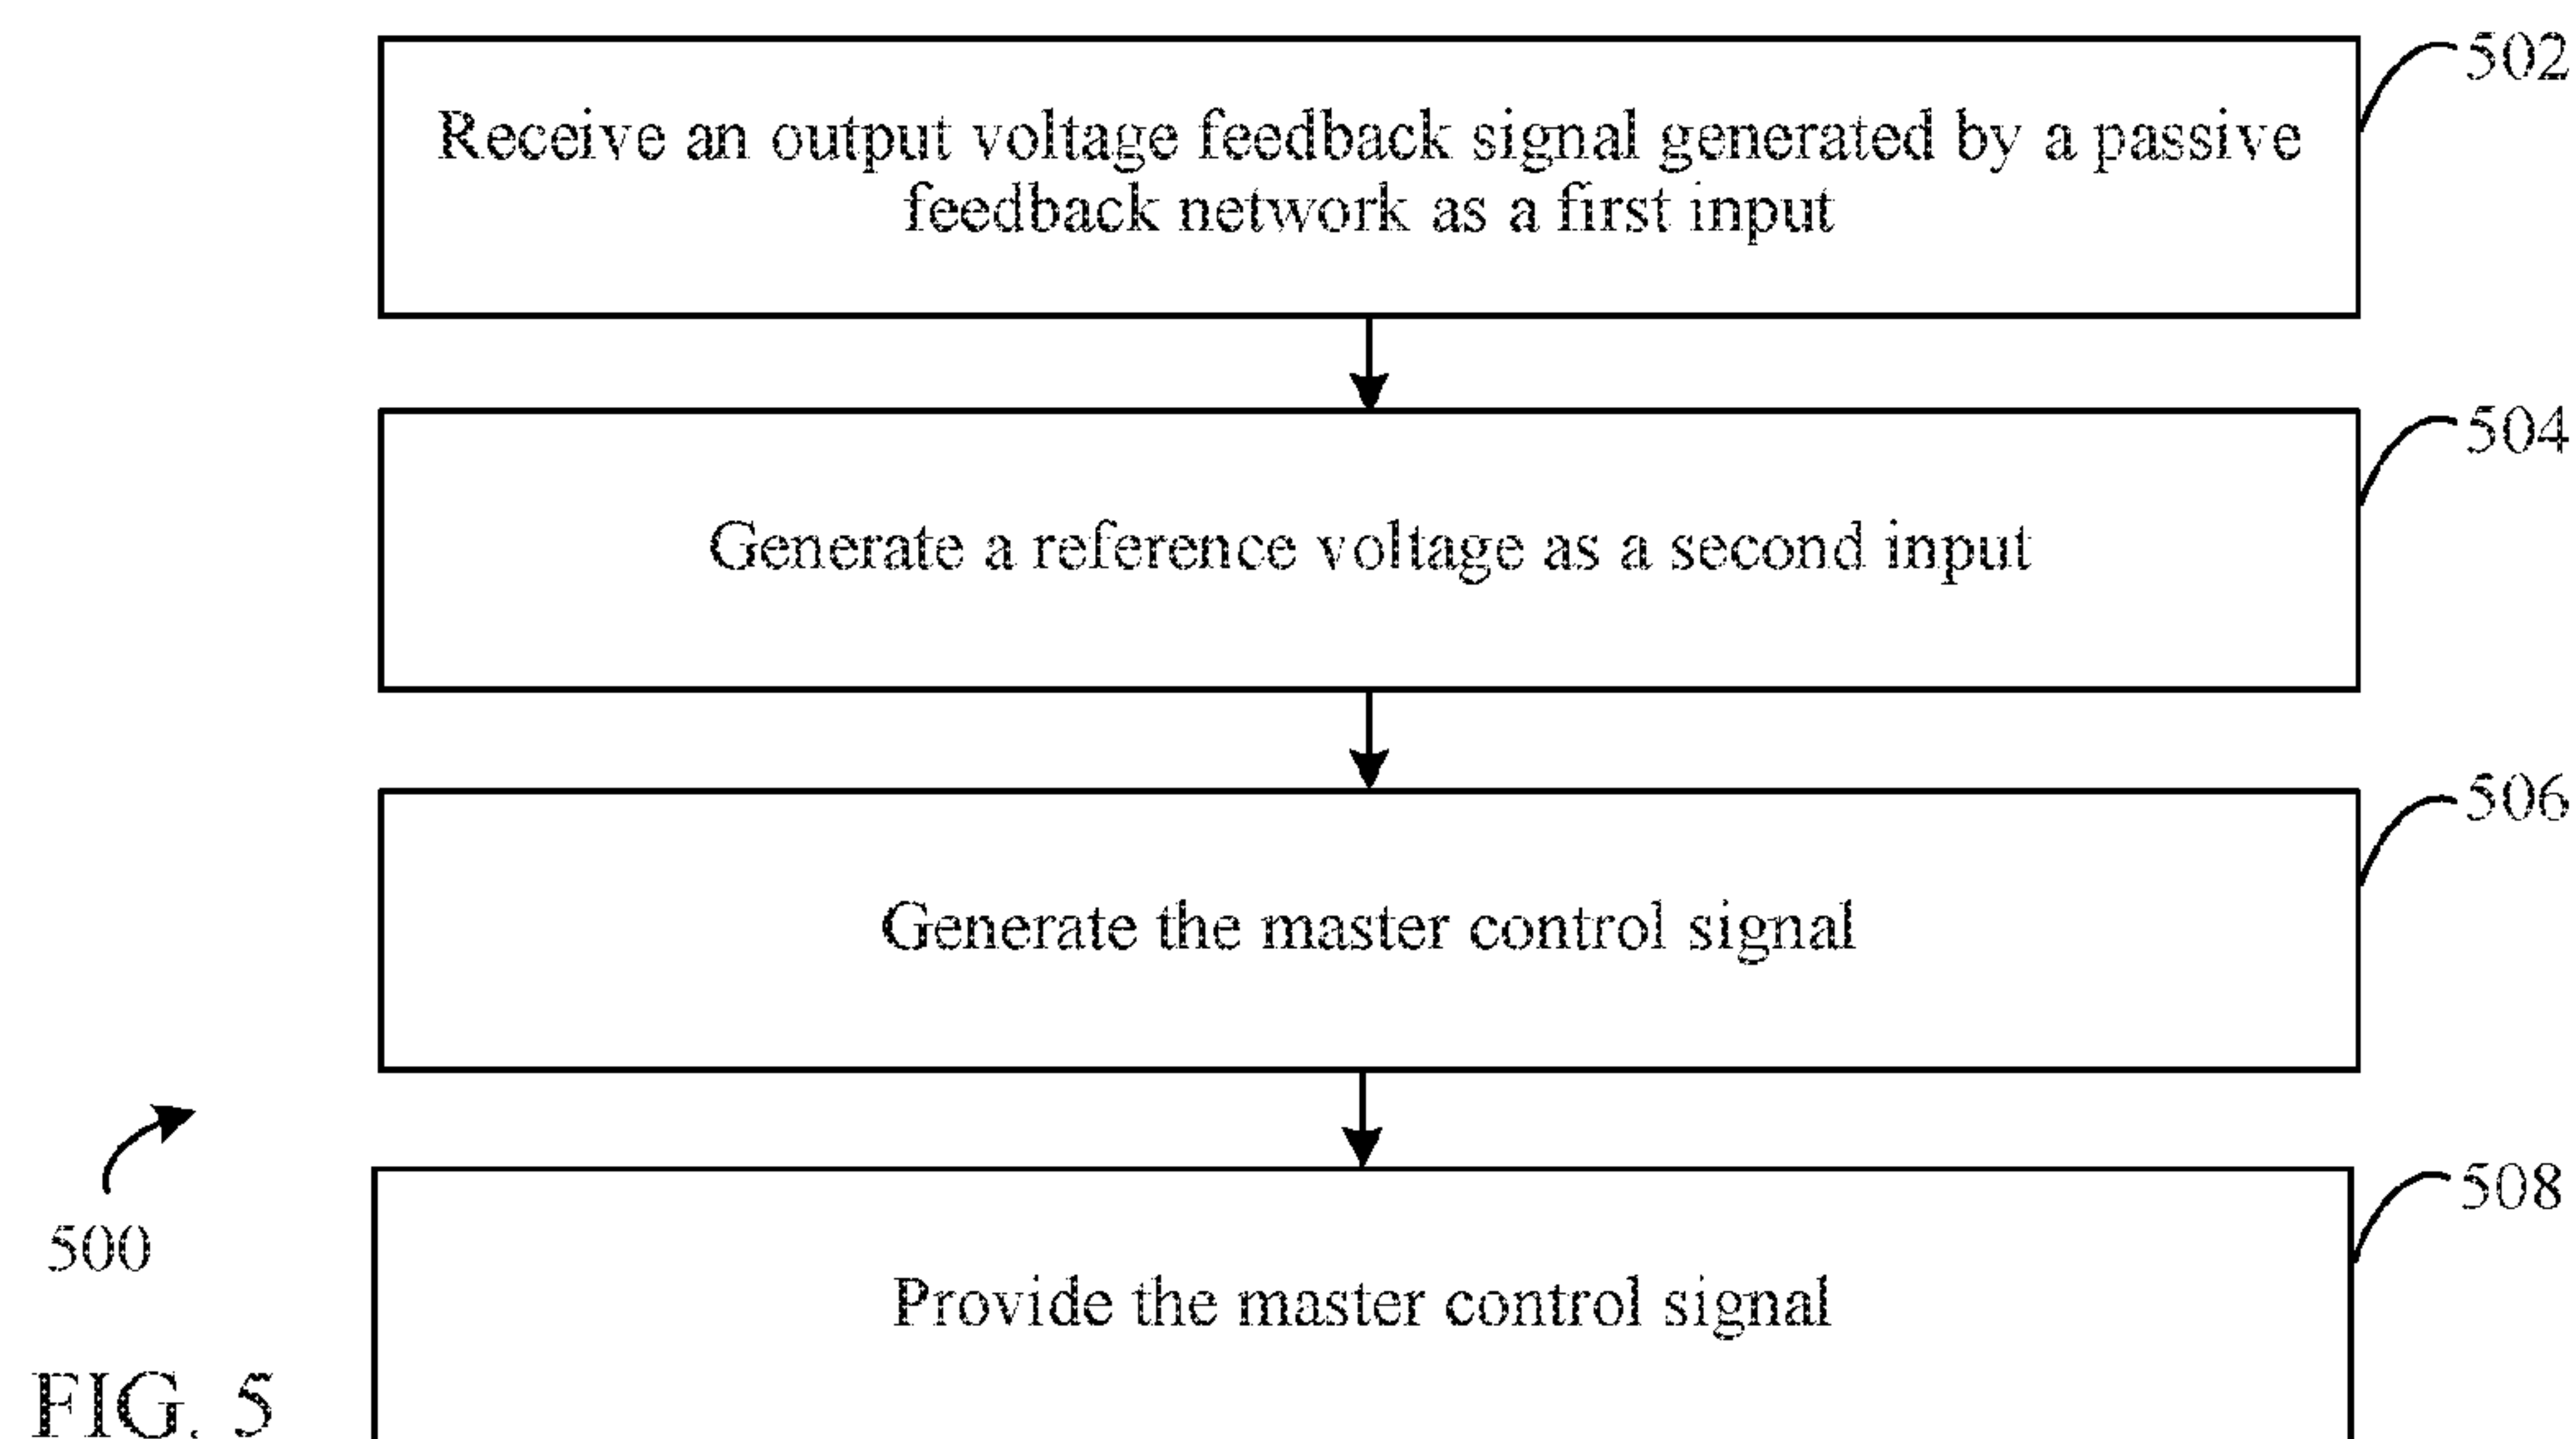 502
Receive an output voltage feedback signal generated by a passive
feedback network as a first input
504
Generate a reference voltage as a second input
506
Generate the master control signal
508
Provide the master control signal
500
FIG. 5